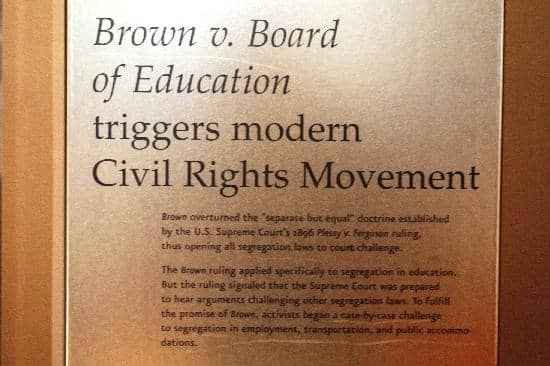 Brown v. Board
of Education
triggers modern
Civil Rights Movement
Brown overturned the "separate but equal" doctrine established
by the U.S. Supreme Court's 1896 Plessy v. Ferguson ruling,
thus opening all segregation laws to court challenge.
The Brown ruling applied specifically to segregation in education.
But the ruling signaled that the Supreme Court was prepared
to hear arguments challenging other segregation laws. To fulfill
the promise of Brown, activists began a case-by-case challenge
to segregation in employment, transportation, and public accommo-
dations.